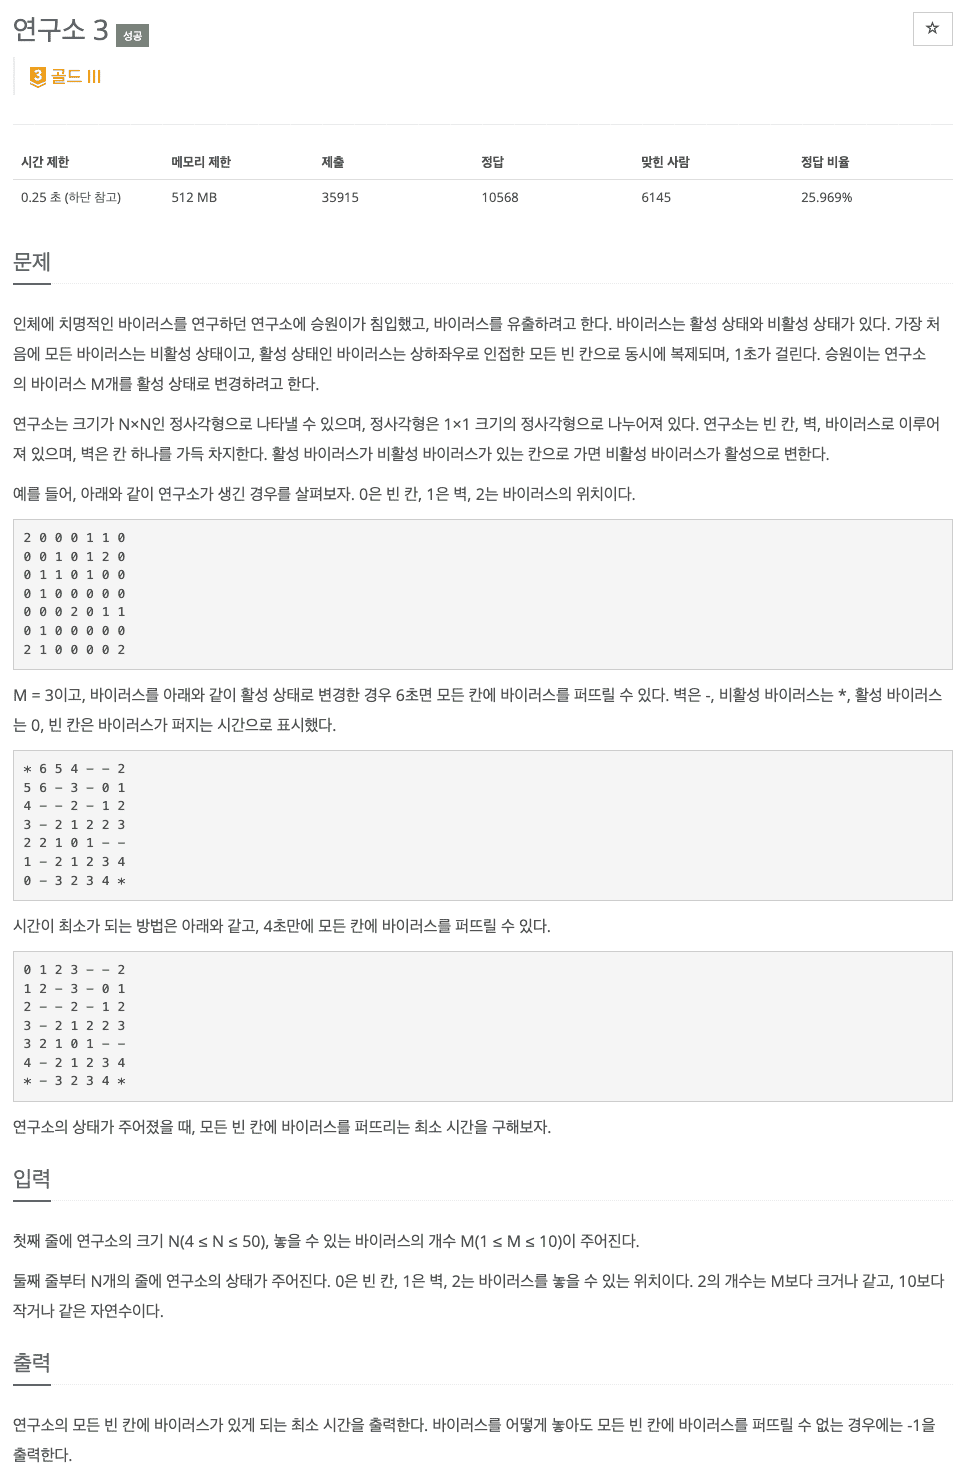 연구소 3 성공
☆
3 골드 III
시간 제한 메모리 제한 제출 정답 맞힌 사람 정답 비율
0.25 초 (하단 참고) 512 MB 35915 10568 6145 25.969%
문제
인체에 치명적인 바이러스를 연구하던 연구소에 승원이가 침입했고, 바이러스를 유출하려고 한다. 바이러스는 활성 상태와 비활성 상태가 있다. 가장 처
음에 모든 바이러스는 비활성 상태이고, 활성 상태인 바이러스는 상하좌우로 인접한 모든 빈 칸으로 동시에 복제되며, 1초가 걸린다. 승원이는 연구소
의 바이러스 M개를 활성 상태로 변경하려고 한다.
연구소는 크기가 N×N인 정사각형으로 나타낼 수 있으며, 정사각형은 1×1 크기의 정사각형으로 나누어져 있다. 연구소는 빈 칸, 벽, 바이러스로 이루어
져 있으며, 벽은 칸 하나를 가득 차지한다. 활성 바이러스가 비활성 바이러스가 있는 칸으로 가면 비활성 바이러스가 활성으로 변한다.
예를 들어, 아래와 같이 연구소가 생긴 경우를 살펴보자. 0은 빈 칸, 1은 벽, 2는 바이러스의 위치이다.
2 0 0 0 1 1 0
0 0 1 0 1 2 0
0 1 1 0 1 0 0
0 1 0 0 0 0 0
0 0 0 2 0 1 1
0 1 0 0 0 0 0
2 1 0 0 0 0 2
M = 3이고, 바이러스를 아래와 같이 활성 상태로 변경한 경우 6초면 모든 칸에 바이러스를 퍼뜨릴 수 있다. 벽은 -, 비활성 바이러스는 *, 활성 바이러스
는 0, 빈 칸은 바이러스가 퍼지는 시간으로 표시했다.
* 6 5 4 - - 2
5 6 - 3 - 0 1
4 - - 2 - 1 2
3 - 2 1 2 2 3
2 2 1 0 1 - -
1 - 2 1 2 3 4
0 - 3 2 3 4 *
시간이 최소가 되는 방법은 아래와 같고, 4초만에 모든 칸에 바이러스를 퍼뜨릴 수 있다.
0 1 2 3 - - 2
1 2 - 3 - 0 1
2 - - 2 - 1 2
3 - 2 1 2 2 3
3 2 1 0 1 - -
4 - 2 1 2 3 4
* - 3 2 3 4 *
연구소의 상태가 주어졌을 때, 모든 빈 칸에 바이러스를 퍼뜨리는 최소 시간을 구해보자.
입력
첫째 줄에 연구소의 크기 N(4 ≤ N ≤ 50), 놓을 수 있는 바이러스의 개수 M(1 ≤ M ≤ 10)이 주어진다.
둘째 줄부터 N개의 줄에 연구소의 상태가 주어진다. 0은 빈 칸, 1은 벽, 2는 바이러스를 놓을 수 있는 위치이다. 2의 개수는 M보다 크거나 같고, 10보다
작거나 같은 자연수이다.
출력
연구소의 모든 빈 칸에 바이러스가 있게 되는 최소 시간을 출력한다. 바이러스를 어떻게 놓아도 모든 빈 칸에 바이러스를 퍼뜨릴 수 없는 경우에는 -1을
출력한다.